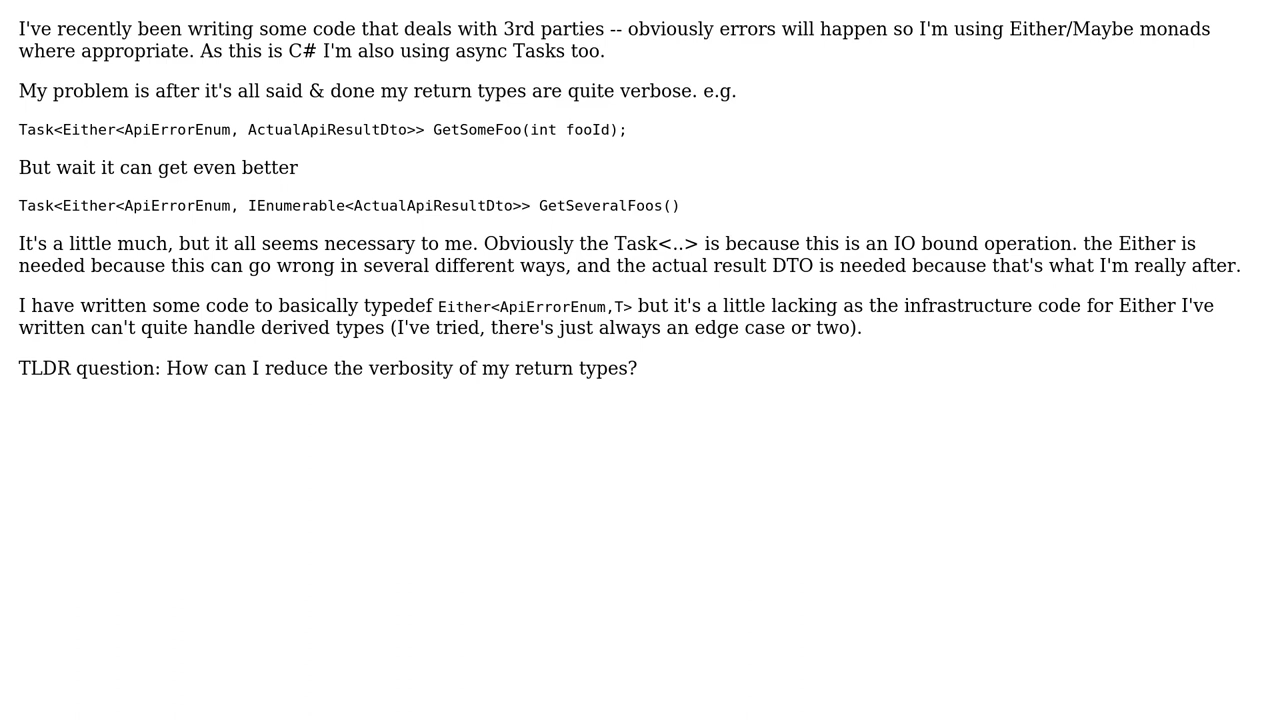 I've recently been writing some code that deals with 3rd parties -- obviously errors will happen so I'm using Either/Maybe monads
where appropriate. As this is C# I'm also using async Tasks too.
My problem is after it's all said & done my return types are quite verbose. e.g.
Task<Either<ApiErrorEnum, ActualApiResultDto>> GetSomeFoo(int fooId);
But wait it can get even better
Task<Either<ApiErrorEnum, IEnumerable<ActualApiResultDto>> GetSeveralFoos()
It's a little much, but it all seems necessary to me. Obviously the Task<..> is because this is an IO bound operation. the Either is
needed because this can go wrong in several different ways, and the actual result DTO is needed because that's what I'm really after.
I have written some code to basically typedef Either<ApiErrorEnum,T> but it's a little lacking as the infrastructure code for Either I've
written can't quite handle derived types (I've tried, there's just always an edge case or two).
TLDR question: How can I reduce the verbosity of my return types?